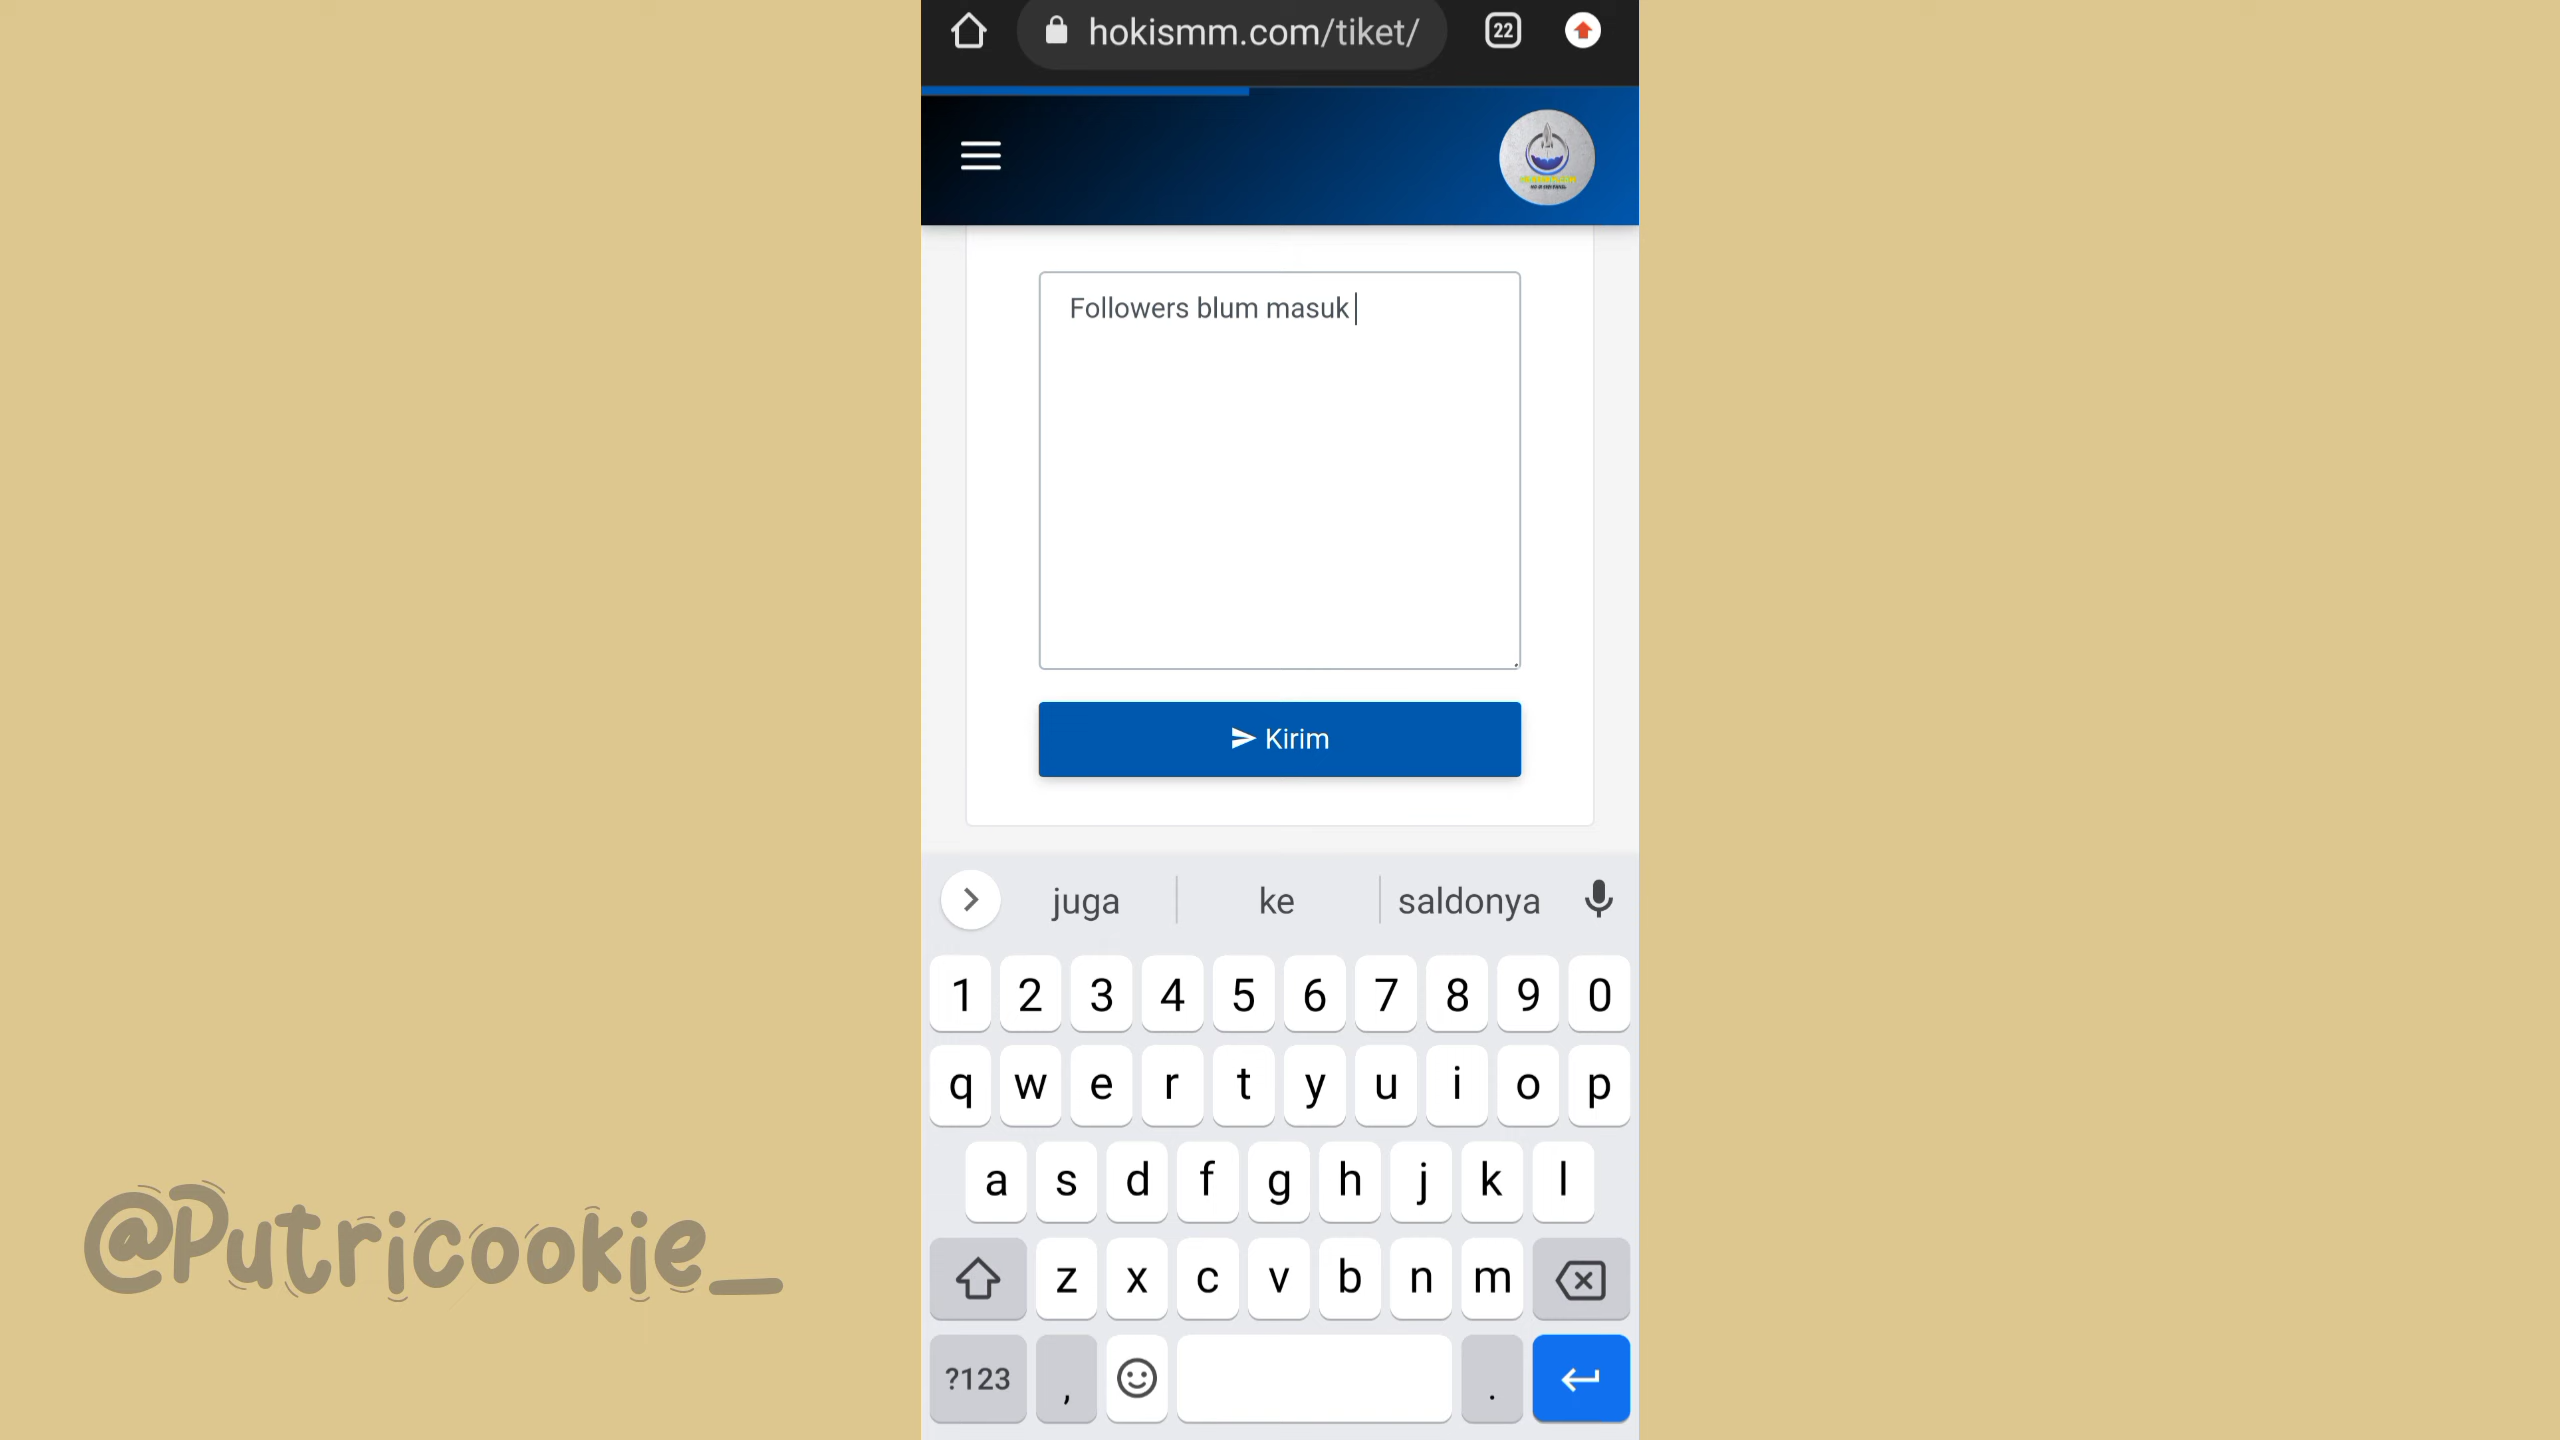 hokismm.com/tiket/
22
Followers blum masuk
Kirim
juga ke saldonya
1 2 3 4 5 6 7 8 9 0
q w e r t y u i o p
a s d f g h j k l
z x c v b n m
?123 , .
@Putricookie_